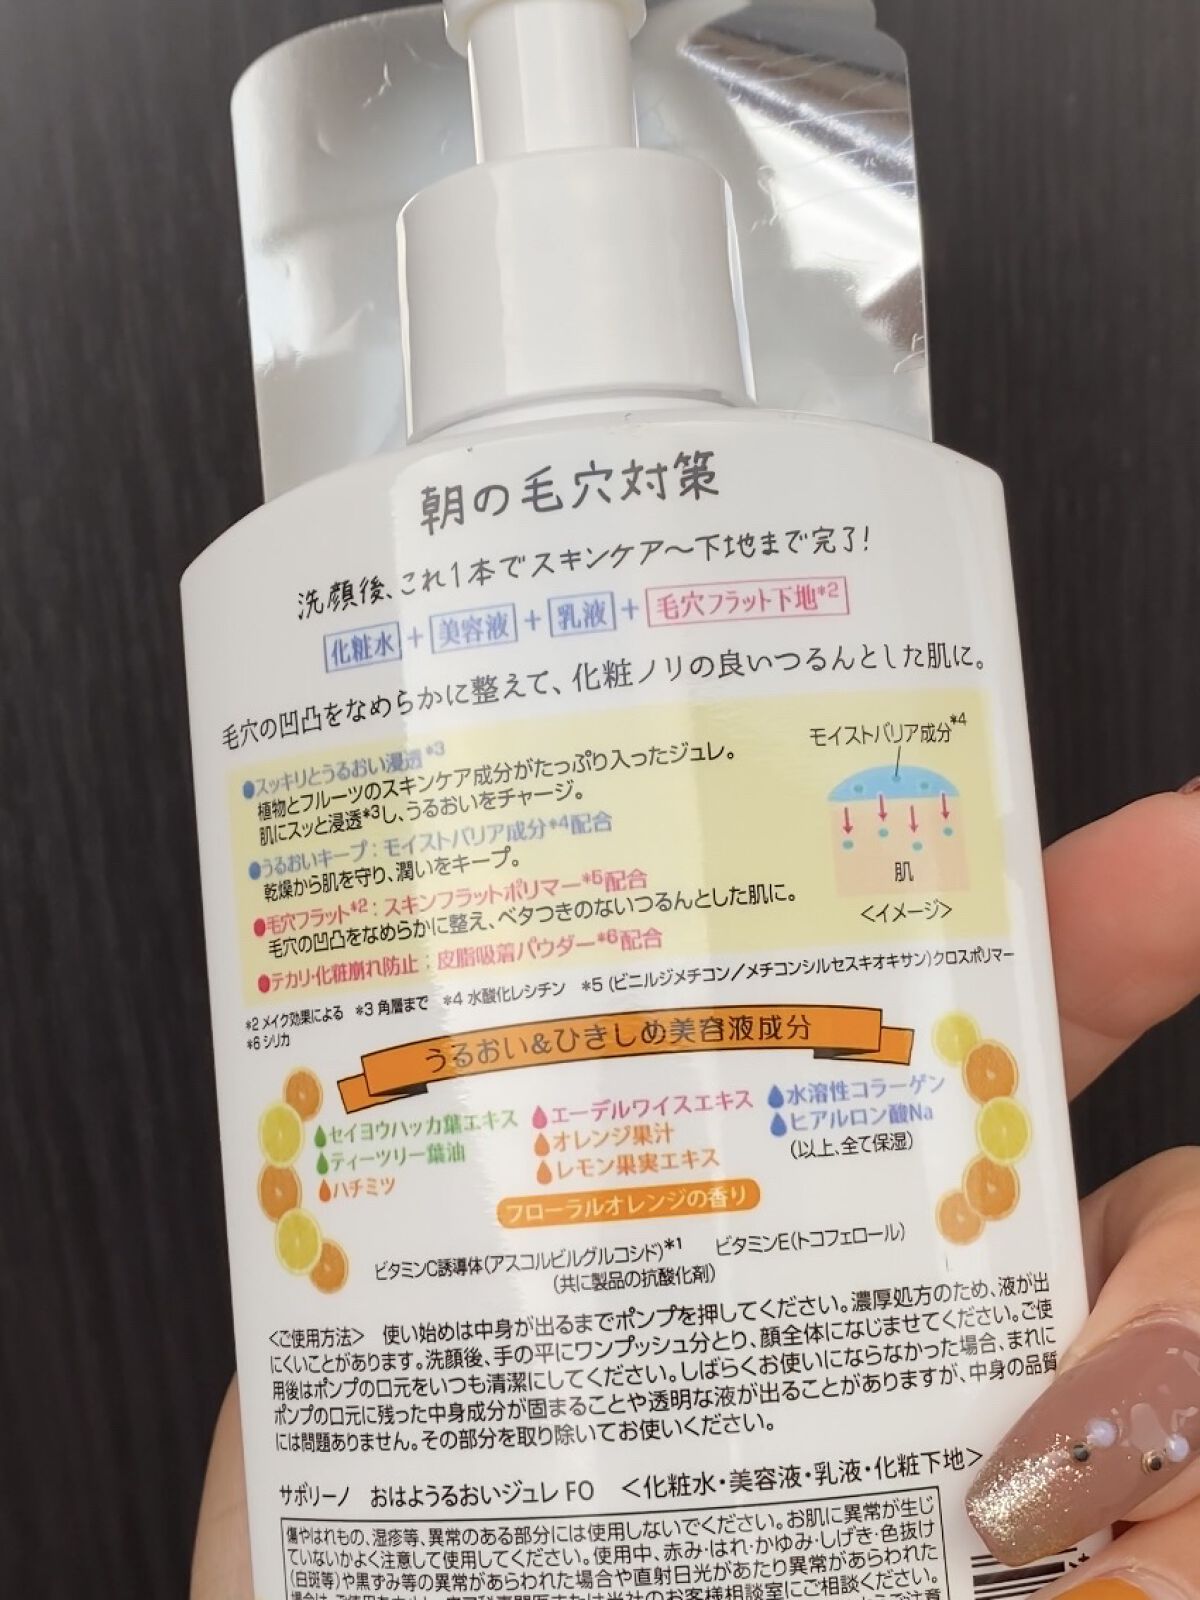 朝の毛穴対策
洗顔後、これ1本でスキンケア～下地まで完了!
化粧水+美容液+乳液+毛穴フラット下地*2
毛穴の凹凸をなめらかに整えて、化粧ノリの良いつるんとした肌に。
●スッキリとうるおい浸透*3
植物とフルーツのスキンケア成分がたっぷり入ったジュレ。
肌にスッと浸透*3し、うるおいをチャージ。
●うるおいキープ:モイストバリア成分*4配合
乾燥から肌を守り、潤いをキープ。
●毛穴フラット*2:スキンフラットポリマー*5配合
毛穴の凹凸をなめらかに整え、ベタつきのないつるんとした肌に。
●テカリ・化粧崩れ防止:皮脂吸着パウダー*6配合
モイストバリア成分*4
肌
<イメージ>
*2 メイク効果による *3 角層まで *4 水酸化レシチン *5 (ビニルジメチコン/メチコンシルセスキオキサン)クロスポリマー
*6 シリカ
うるおい&ひきしめ美容液成分
セイヨウハッカ葉エキス
ティーツリー葉油
ハチミツ
エーデルワイスエキス
オレンジ果汁
レモン果実エキス
水溶性コラーゲン
ヒアルロン酸Na
(以上、全て保湿)
フローラルオレンジの香り
ビタミンC誘導体(アスコルビルグルコシド)*1 ビタミンE(トコフェロール)
(共に製品の抗酸化剤)
<ご使用方法> 使い始めは中身が出るまでポンプを押してください。濃厚処方のため、液が出
にくいことがあります。洗顔後、手の平にワンプッシュ分とり、顔全体になじませてください。ご使
用後はポンプの口元をいつも清潔にしてください。しばらくお使いにならなかった場合、まれに
ポンプの口元に残った中身成分が固まることや透明な液が出ることがありますが、中身の品質
には問題ありません。その部分を取り除いてお使いください。
サボリーノ おはようるおいジュレ FO <化粧水・美容液・乳液・化粧下地>
傷やはれもの、湿疹等、異常のある部分には使用しないでください。お肌に異常が生じ
ていないかよく注意して使用してください。使用中、赤み・はれ・かゆみ・しげき・色抜け
(白斑等)や黒ずみ等の異常があらわれた場合や直射日光があたり異常があらわれた